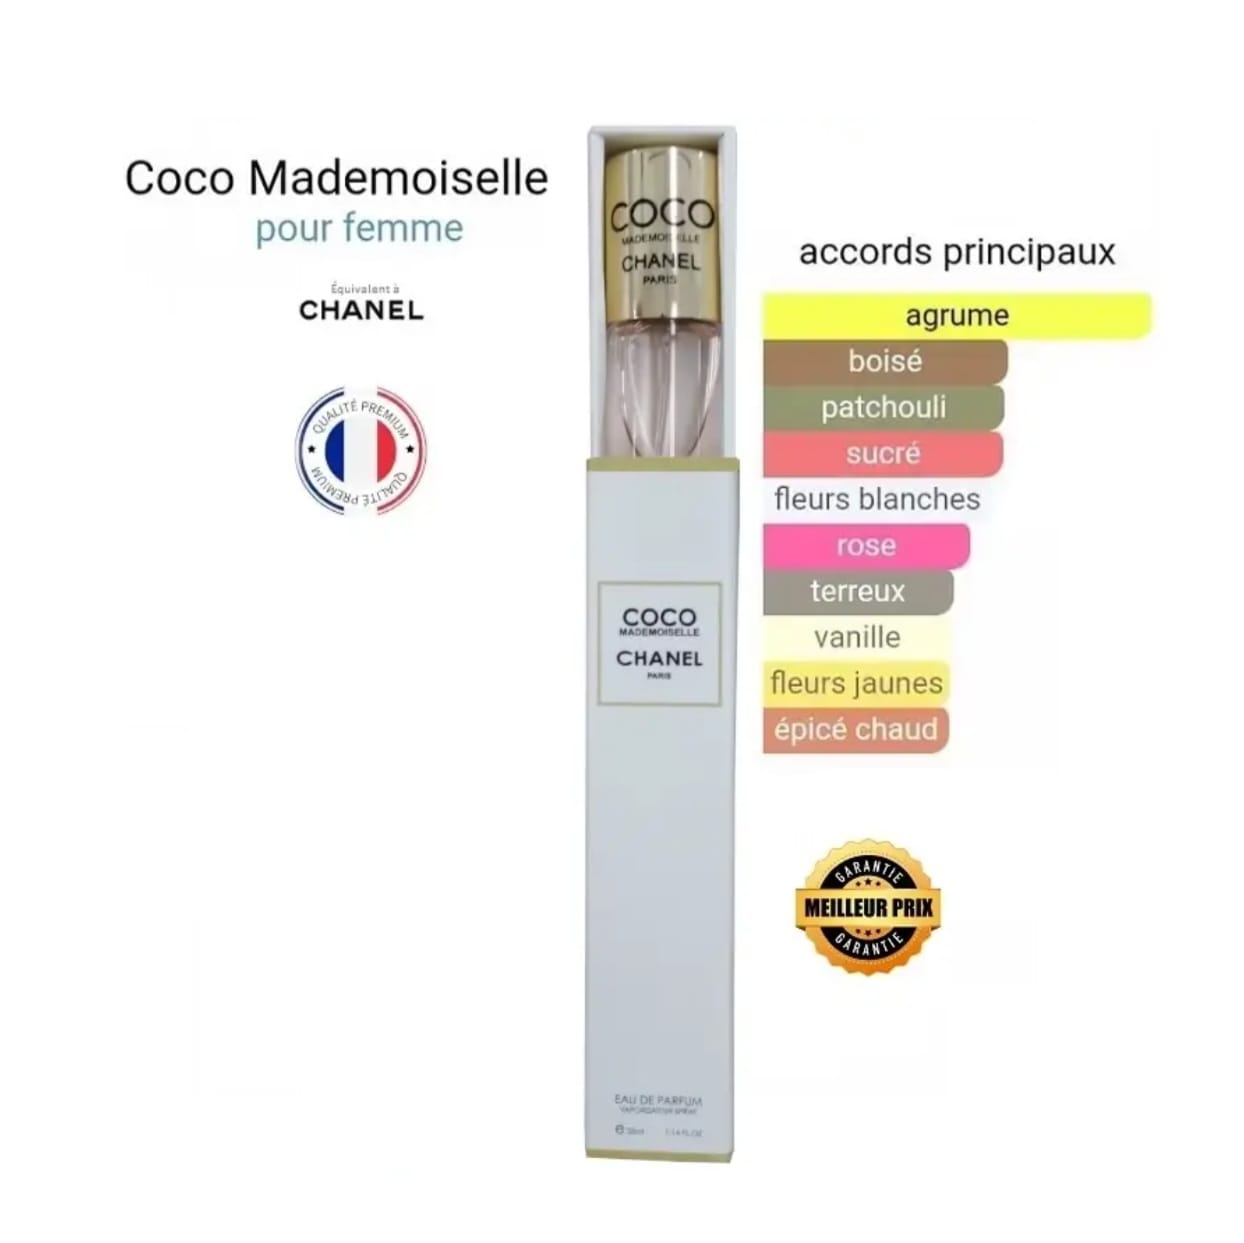 Coco Mademoiselle
pour femme
Équivalent à
CHANEL
QUALITÉ PREMIUM
QUALITÉ PREMIUM
COCO
MADEMOISELLE
CHANEL
PARIS
COCO
MADEMOISELLE
CHANEL
PARIS
EAU DE PARFUM
VAPORISATEUR SPRAY
accords principaux
agrume
boisé
patchouli
sucré
fleurs blanches
rose
terreux
vanille
fleurs jaunes
épicé chaud
GARANTIE
MEILLEUR PRIX
GARANTIE